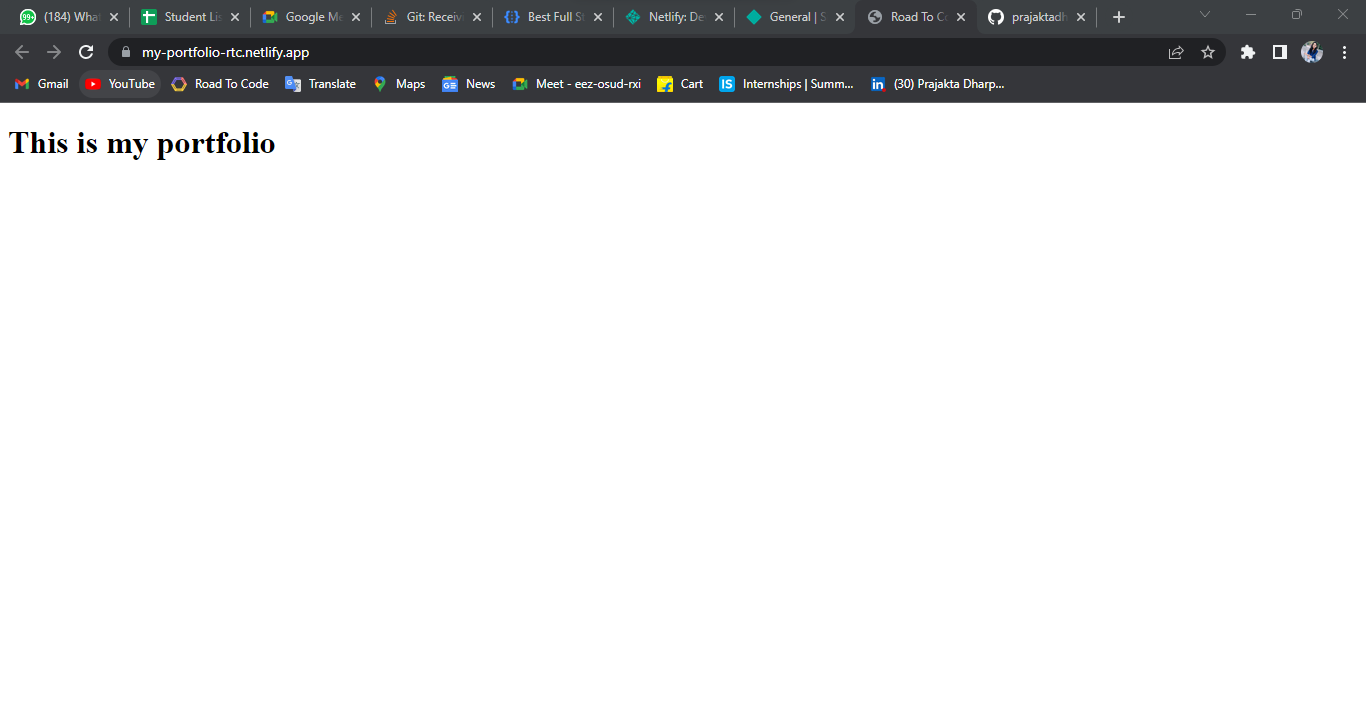 (184) What
Student Lis
Google Me
Git: Receiv
Best Full St
Netlify: De
General | S
Road To Co
prajaktadh
my-portfolio-rtc.netlify.app
Gmail
YouTube
Road To Code
Translate
Maps
News
Meet - eez-osud-rxi
Cart
IS
Internships | Summ...
in
(30) Prajakta Dharp...
This is my portfolio